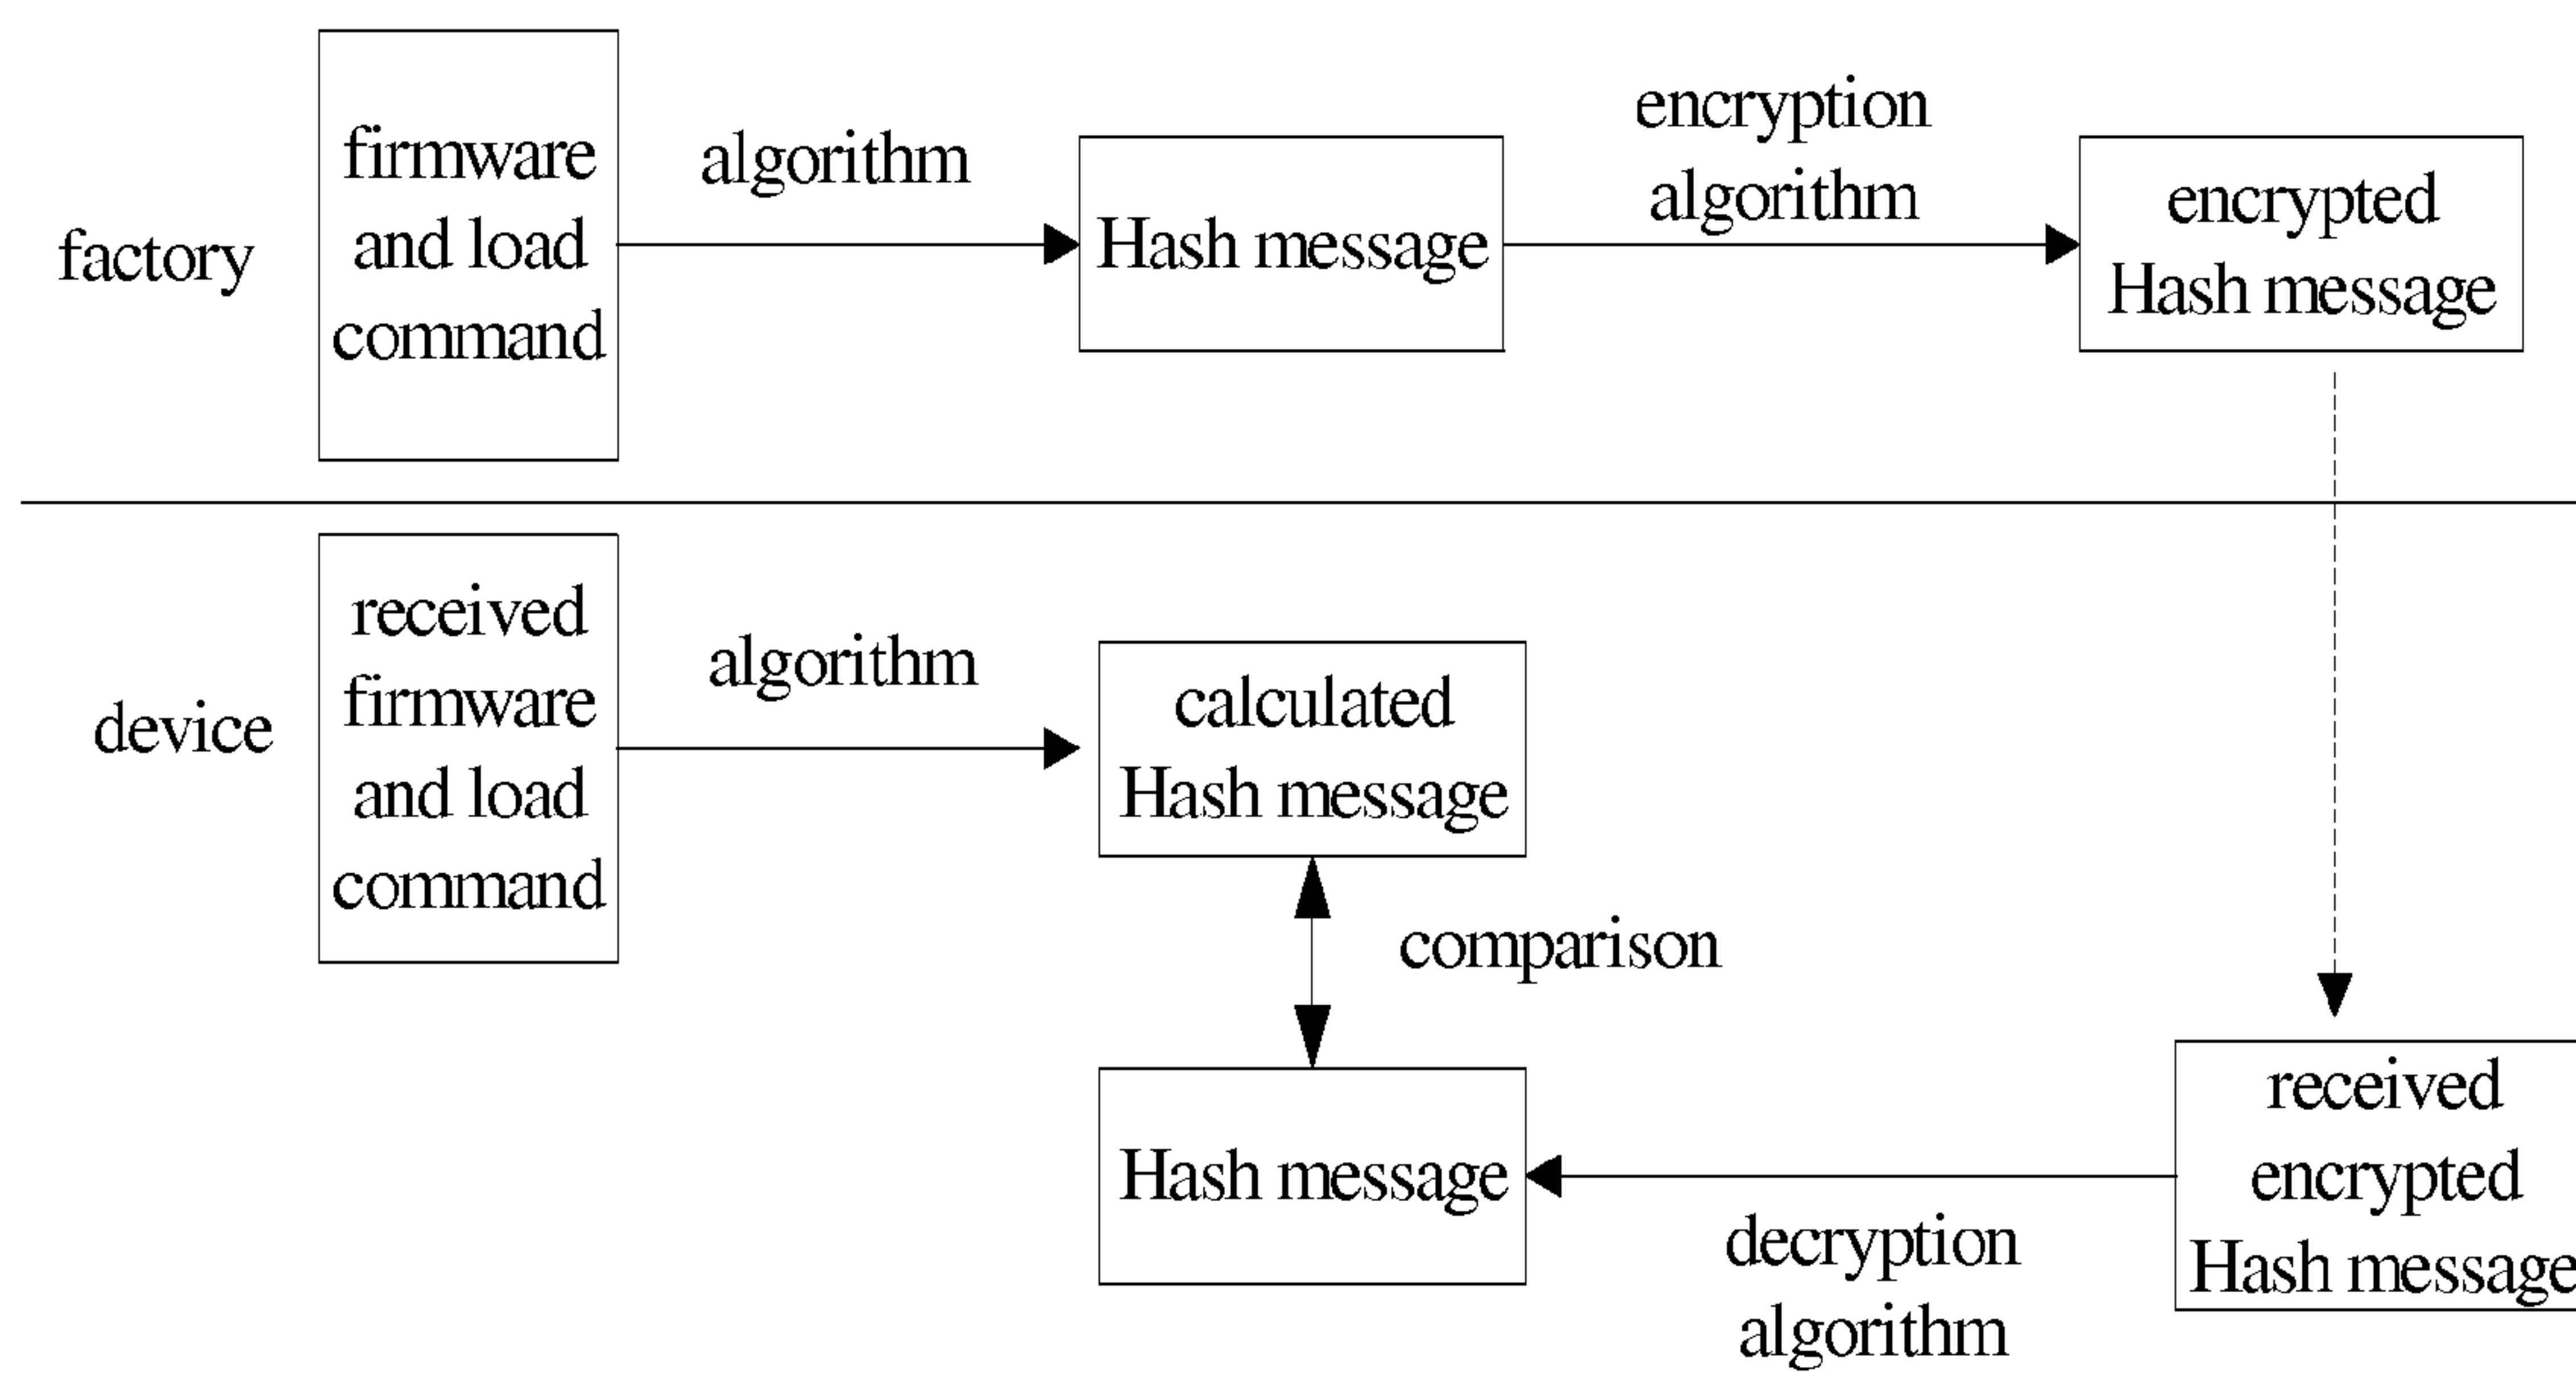 factory
firmware
and load
command
algorithm
Hash message
encryption
algorithm
encrypted
Hash message
device
received
firmware
and load
command
algorithm
calculated
Hash message
comparison
Hash message
decryption
algorithm
received
encrypted
Hash message